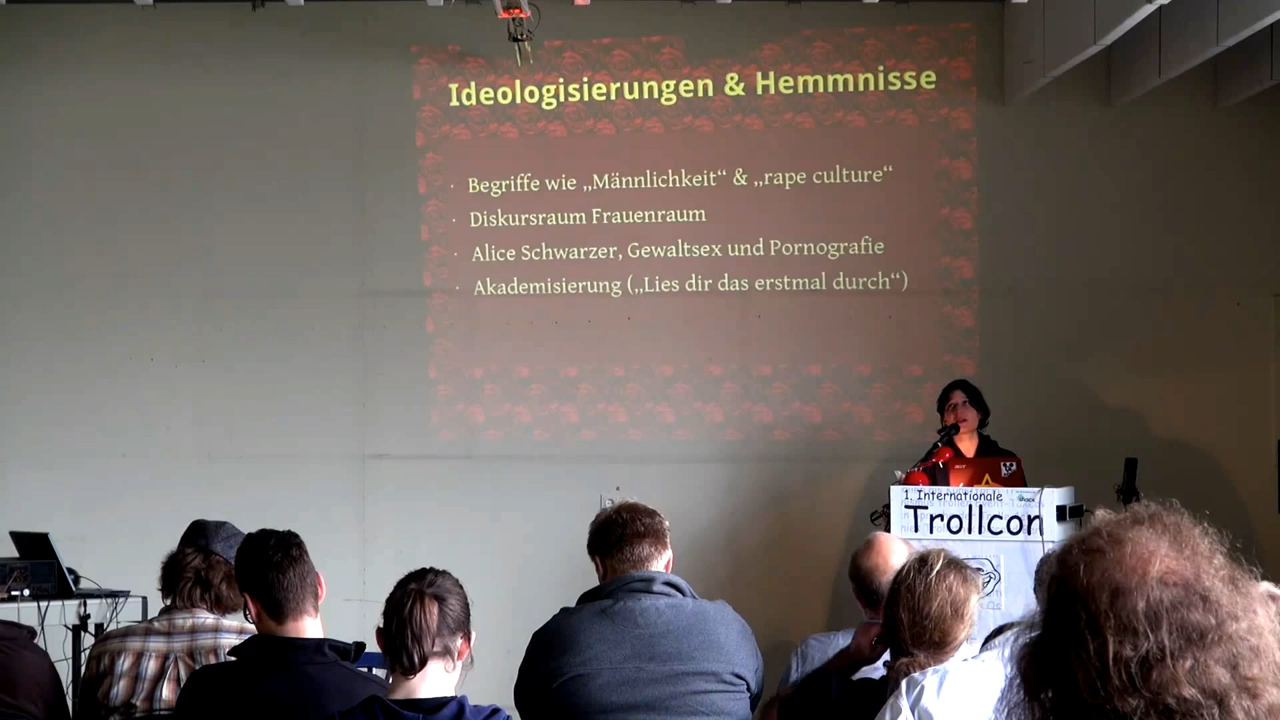 Ideologisierungen & Hemmnisse
· Begriffe wie „Männlichkeit“ & „rape culture“
· Diskursraum Frauenraum
· Alice Schwarzer, Gewaltsex und Pornografie
· Akademisierung („Lies dir das erstmal durch“)
acer
1. Internationale
Trollcon